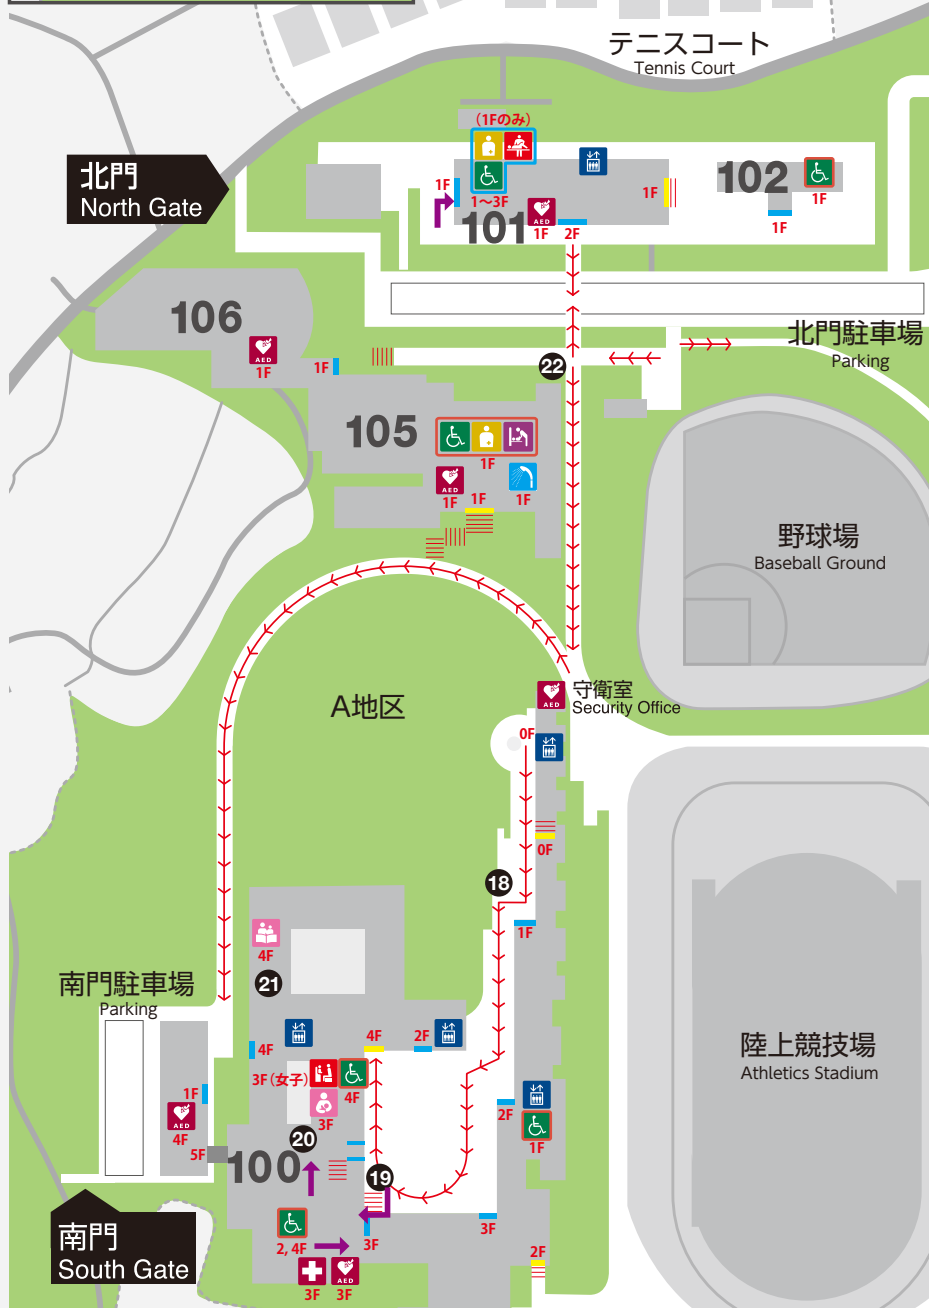 テニスコート
Tennis Court
(1Fのみ)
北門
North Gate
1F
1～3F
101
AED
1F
2F
1F
102
1F
1F
106
AED
1F
1F
北門駐車場
Parking
22
105
1F
AED
1F
1F
1F
野球場
Baseball Ground
A地区
AED
守衛室
Security Office
0F
0F
18
1F
4F
21
南門駐車場
Parking
4F
2F
4F
3F(女子)
4F
3F
陸上競技場
Athletics Stadium
1F
AED
4F
5F
2F
1F
20
100
19
南門
South Gate
2, 4F
3F
3F
2F
AED
3F
3F